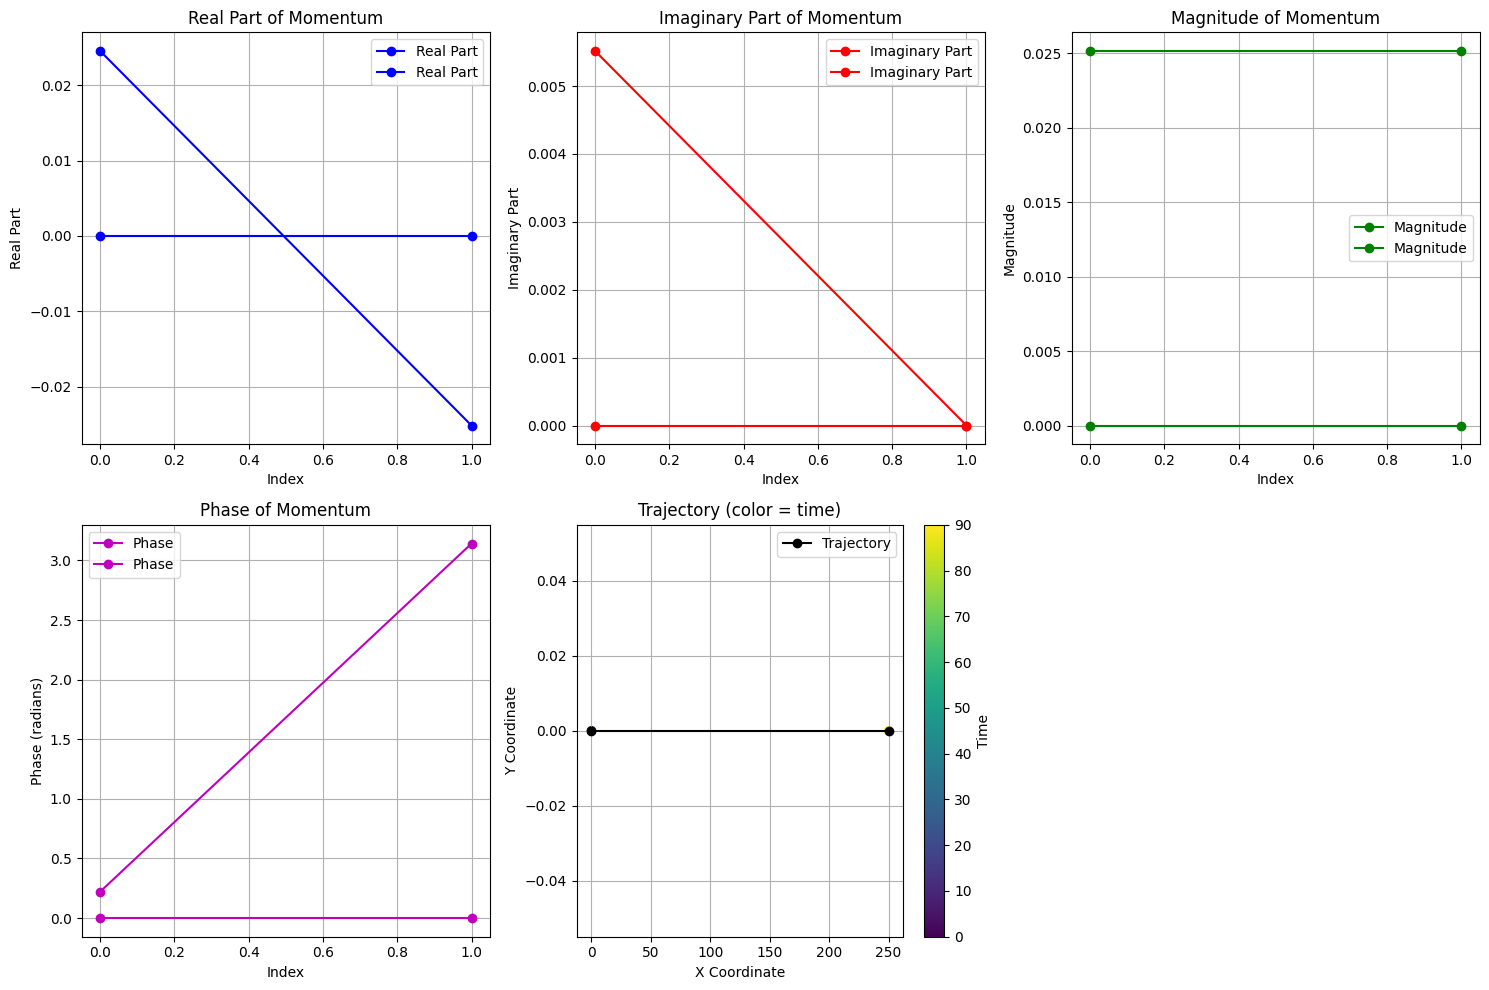 Real Part of Momentum
Real Part
Real Part
0.02
0.01
0.00
−0.01
−0.02
Real Part
0.0 0.2 0.4 0.6 0.8 1.0
Index
Imaginary Part of Momentum
Imaginary Part
Imaginary Part
0.005
0.004
0.003
0.002
0.001
0.000
Imaginary Part
0.0 0.2 0.4 0.6 0.8 1.0
Index
Magnitude of Momentum
Magnitude
Magnitude
0.025
0.020
0.015
0.010
0.005
0.000
Magnitude
0.0 0.2 0.4 0.6 0.8 1.0
Index
Phase of Momentum
Phase
Phase
3.0
2.5
2.0
1.5
1.0
0.5
0.0
Phase (radians)
0.0 0.2 0.4 0.6 0.8 1.0
Index
Trajectory (color = time)
Trajectory
0.04
0.02
0.00
−0.02
−0.04
Y Coordinate
0 50 100 150 200 250
X Coordinate
90
80
70
60
50
40
30
20
10
0
Time